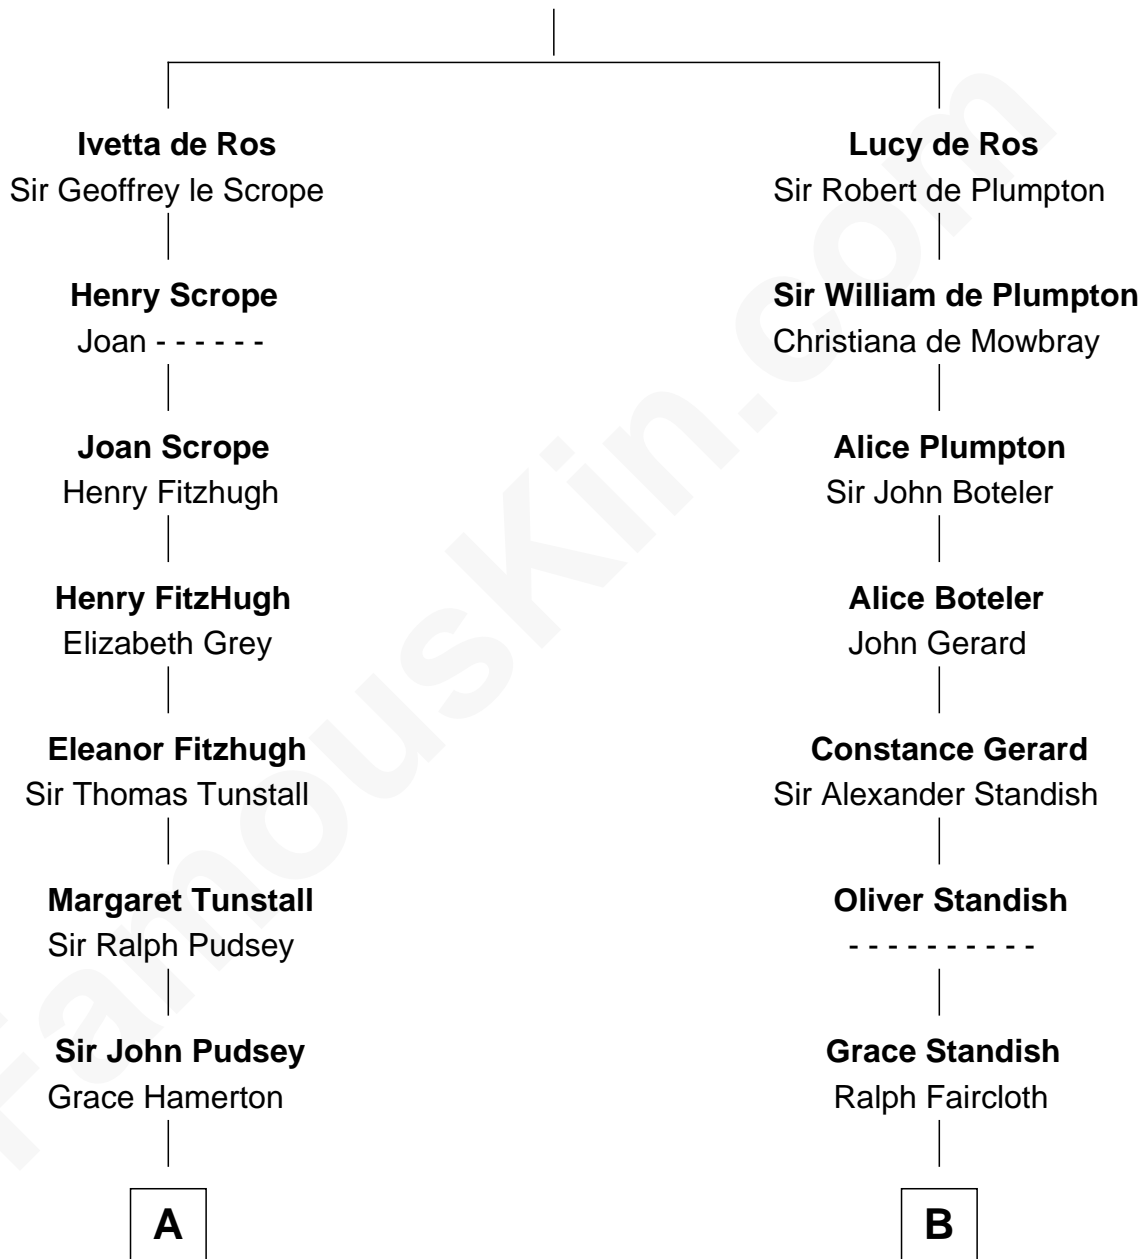 Ivetta de Ros
Sir Geoffrey le Scrope
Henry Scrope
Joan - - - - - -
Joan Scrope
Henry Fitzhugh
Henry FitzHugh
Elizabeth Grey
Eleanor Fitzhugh
Sir Thomas Tunstall
Margaret Tunstall
Sir Ralph Pudsey
Sir John Pudsey
Grace Hamerton
A
Lucy de Ros
Sir Robert de Plumpton
Sir William de Plumpton
Christiana de Mowbray
Alice Plumpton
Sir John Boteler
Alice Boteler
John Gerard
Constance Gerard
Sir Alexander Standish
Oliver Standish
- - - - - - - - - -
Grace Standish
Ralph Faircloth
B
FamousKin.com